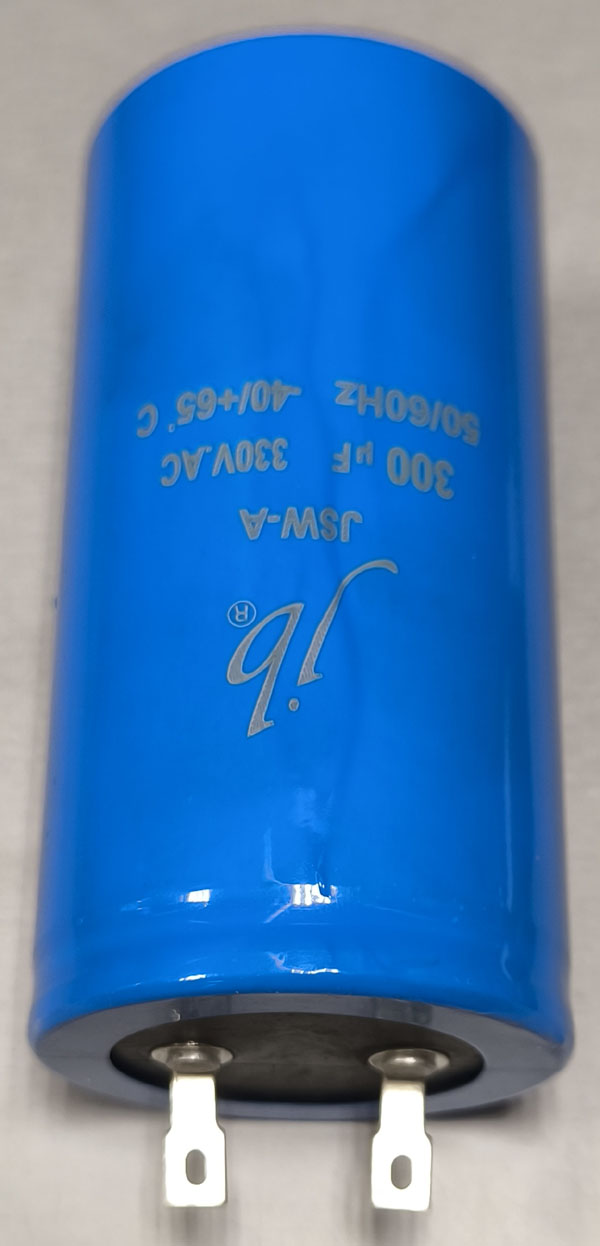 jb®
JSW-A
300 µF 330V.AC
50/60Hz -40/+65°C